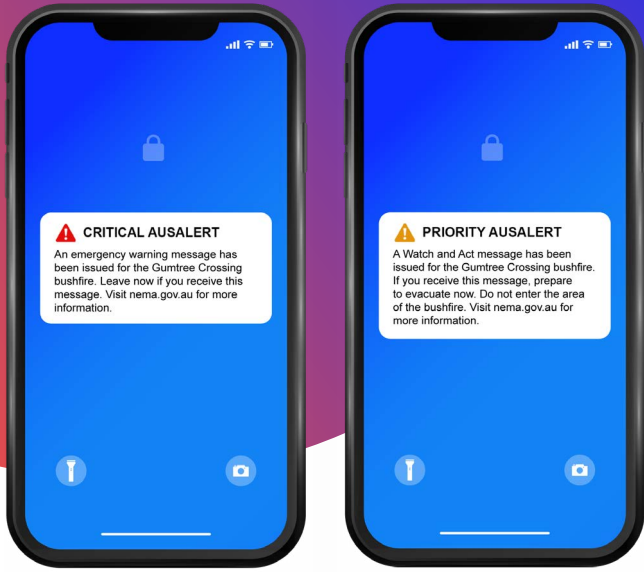 CRITICAL AUSALERT
An emergency warning message has
been issued for the Gumtree Crossing
bushfire. Leave now if you receive this
message. Visit nema.gov.au for more
information.
PRIORITY AUSALERT
A Watch and Act message has been
issued for the Gumtree Crossing bushfire.
If you receive this message, prepare
to evacuate now. Do not enter the area
of the bushfire. Visit nema.gov.au for
more information.